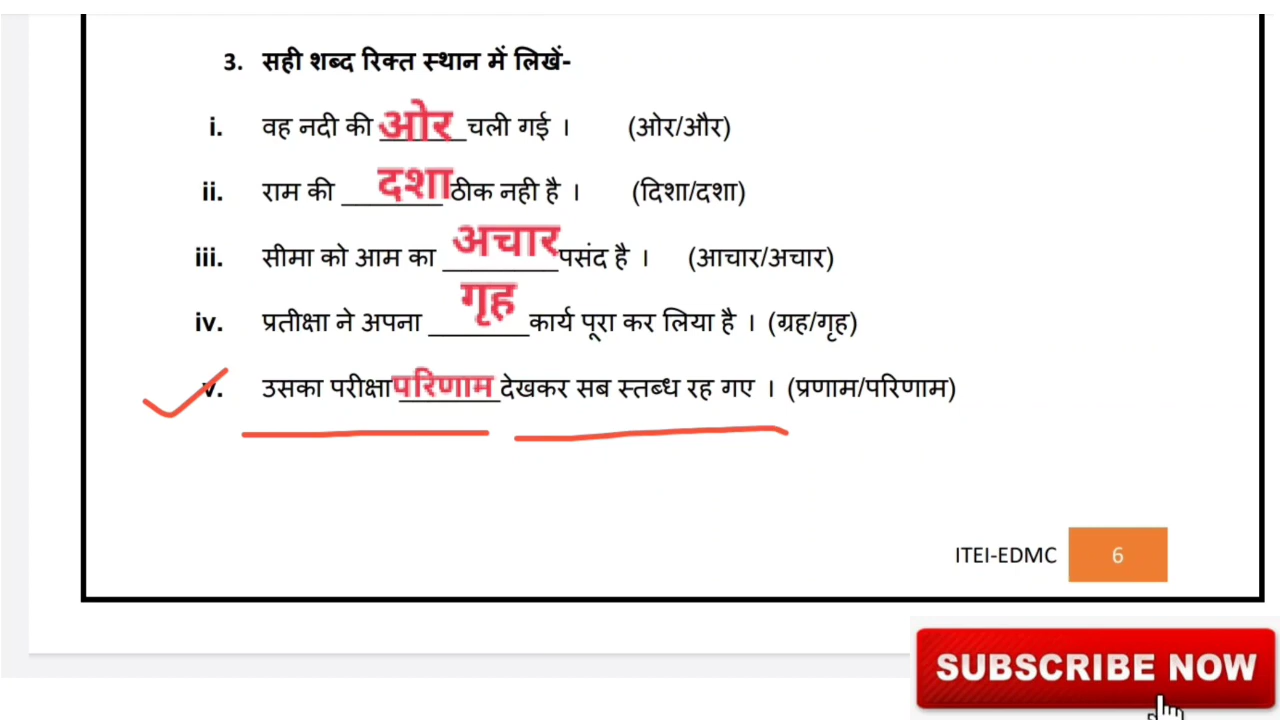 3. सही शब्द रिक्त स्थान में लिखें-
i. वह नदी की ओर चली गई । (ओर/और)
ii. राम की दशा ठीक नही है । (दिशा/दशा)
iii. सीमा को आम का अचार पसंद है । (आचार/अचार)
iv. प्रतीक्षा ने अपना गृह कार्य पूरा कर लिया है । (ग्रह/गृह)
v. उसका परीक्षा परिणाम देखकर सब स्तब्ध रह गए । (प्रणाम/परिणाम)
ITEI-EDMC 6
SUBSCRIBE NOW